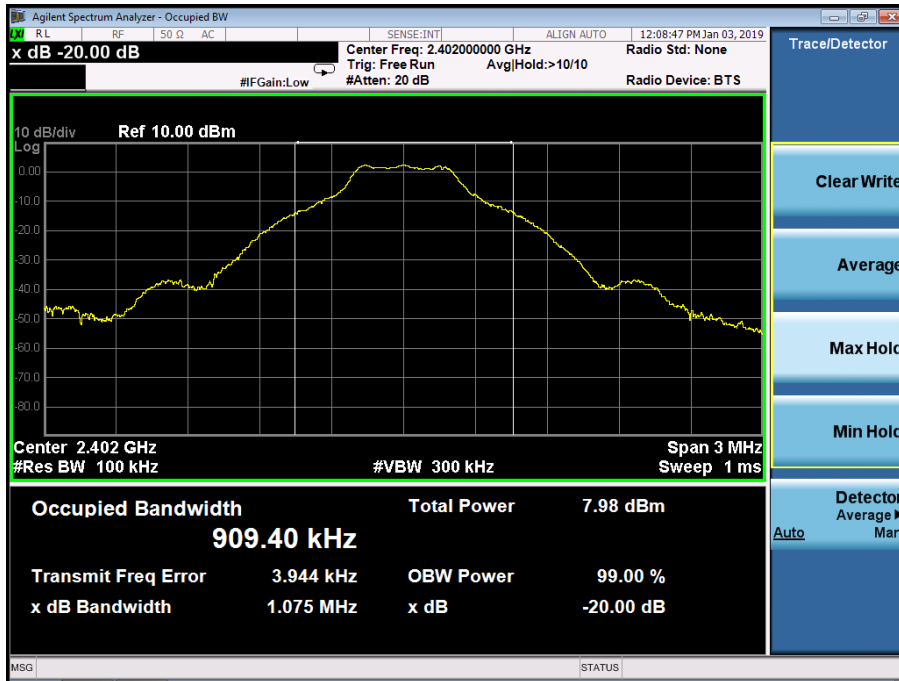 Agilent Spectrum Analyzer - Occupied BW
LXI RL RF 50 Ω AC SENSE:INT ALIGN AUTO 12:08:47 PM Jan 03, 2019
x dB -20.00 dB
Center Freq: 2.402000000 GHz Radio Std: None
Trig: Free Run Avg|Hold:>10/10
#IFGain:Low #Atten: 20 dB Radio Device: BTS
Trace/Detector
10 dB/div Ref 10.00 dBm
Log
0.00
-10.0
-20.0
-30.0
-40.0
-50.0
-60.0
-70.0
-80.0
Center 2.402 GHz Span 3 MHz
#Res BW 100 kHz #VBW 300 kHz Sweep 1 ms
Clear Write
Average
Max Hold
Min Hold
Detector
Average
Auto Man
Occupied Bandwidth Total Power 7.98 dBm
909.40 kHz
Transmit Freq Error 3.944 kHz OBW Power 99.00 %
x dB Bandwidth 1.075 MHz x dB -20.00 dB
MSG STATUS